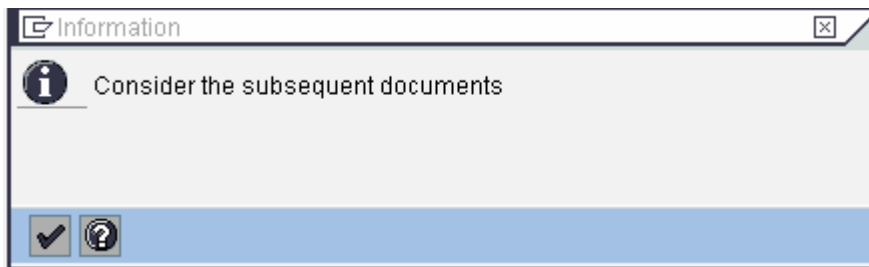 Information
Consider the subsequent documents